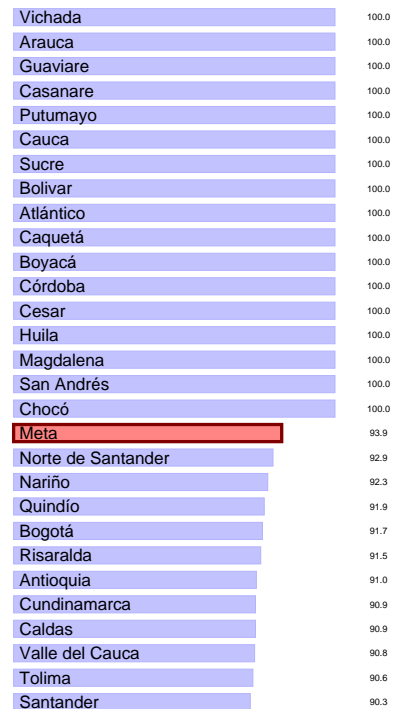 Vichada 100.0
Arauca 100.0
Guaviare 100.0
Casanare 100.0
Putumayo 100.0
Cauca 100.0
Sucre 100.0
Bolivar 100.0
Atlántico 100.0
Caquetá 100.0
Boyacá 100.0
Córdoba 100.0
Cesar 100.0
Huila 100.0
Magdalena 100.0
San Andrés 100.0
Chocó 100.0
Meta 93.9
Norte de Santander 92.9
Nariño 92.3
Quindío 91.9
Bogotá 91.7
Risaralda 91.5
Antioquia 91.0
Cundinamarca 90.9
Caldas 90.9
Valle del Cauca 90.8
Tolima 90.6
Santander 90.3